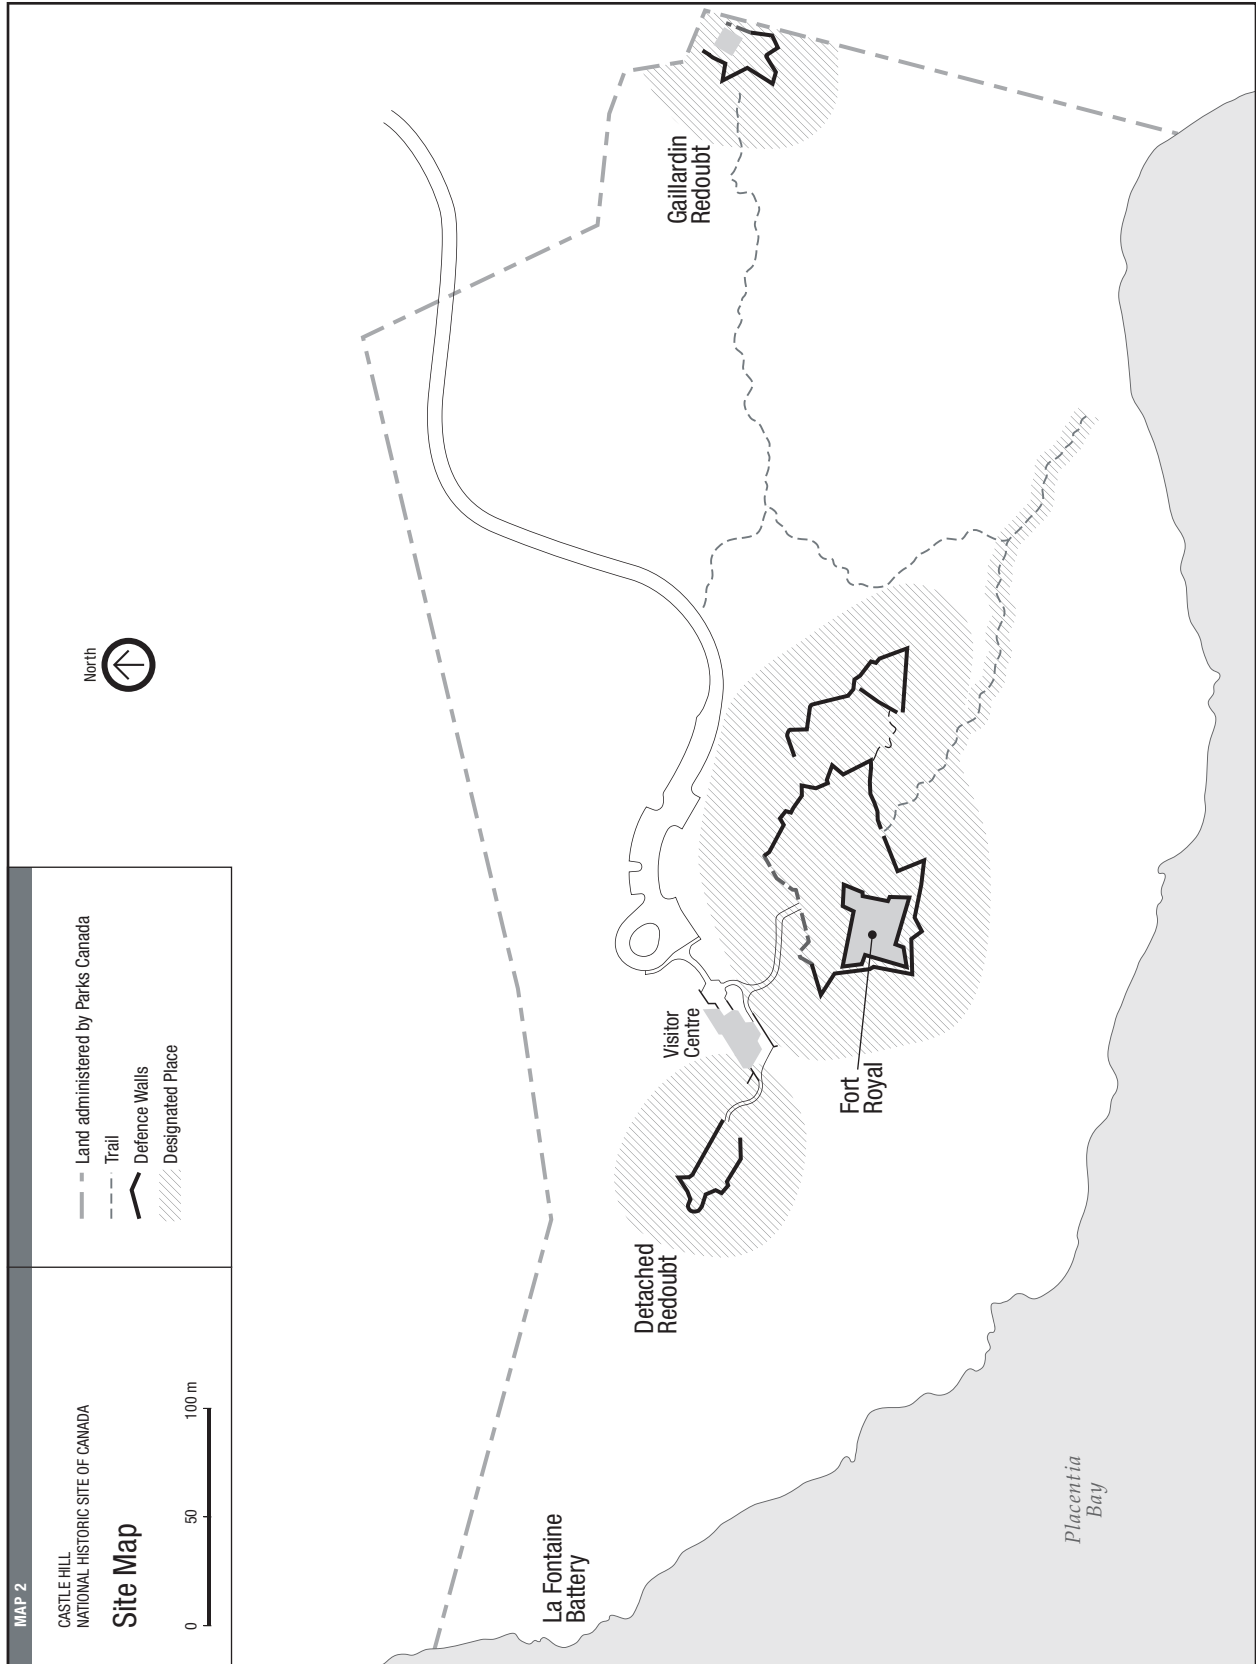 MAP 2
CASTLE HILL
NATIONAL HISTORIC SITE OF CANADA
Site Map
0 50 100 m
Land administered by Parks Canada
Trail
Defence Walls
Designated Place
North
La Fontaine
Battery
Detached
Redoubt
Visitor
Centre
Fort
Royal
Gaillardin
Redoubt
Placentia
Bay